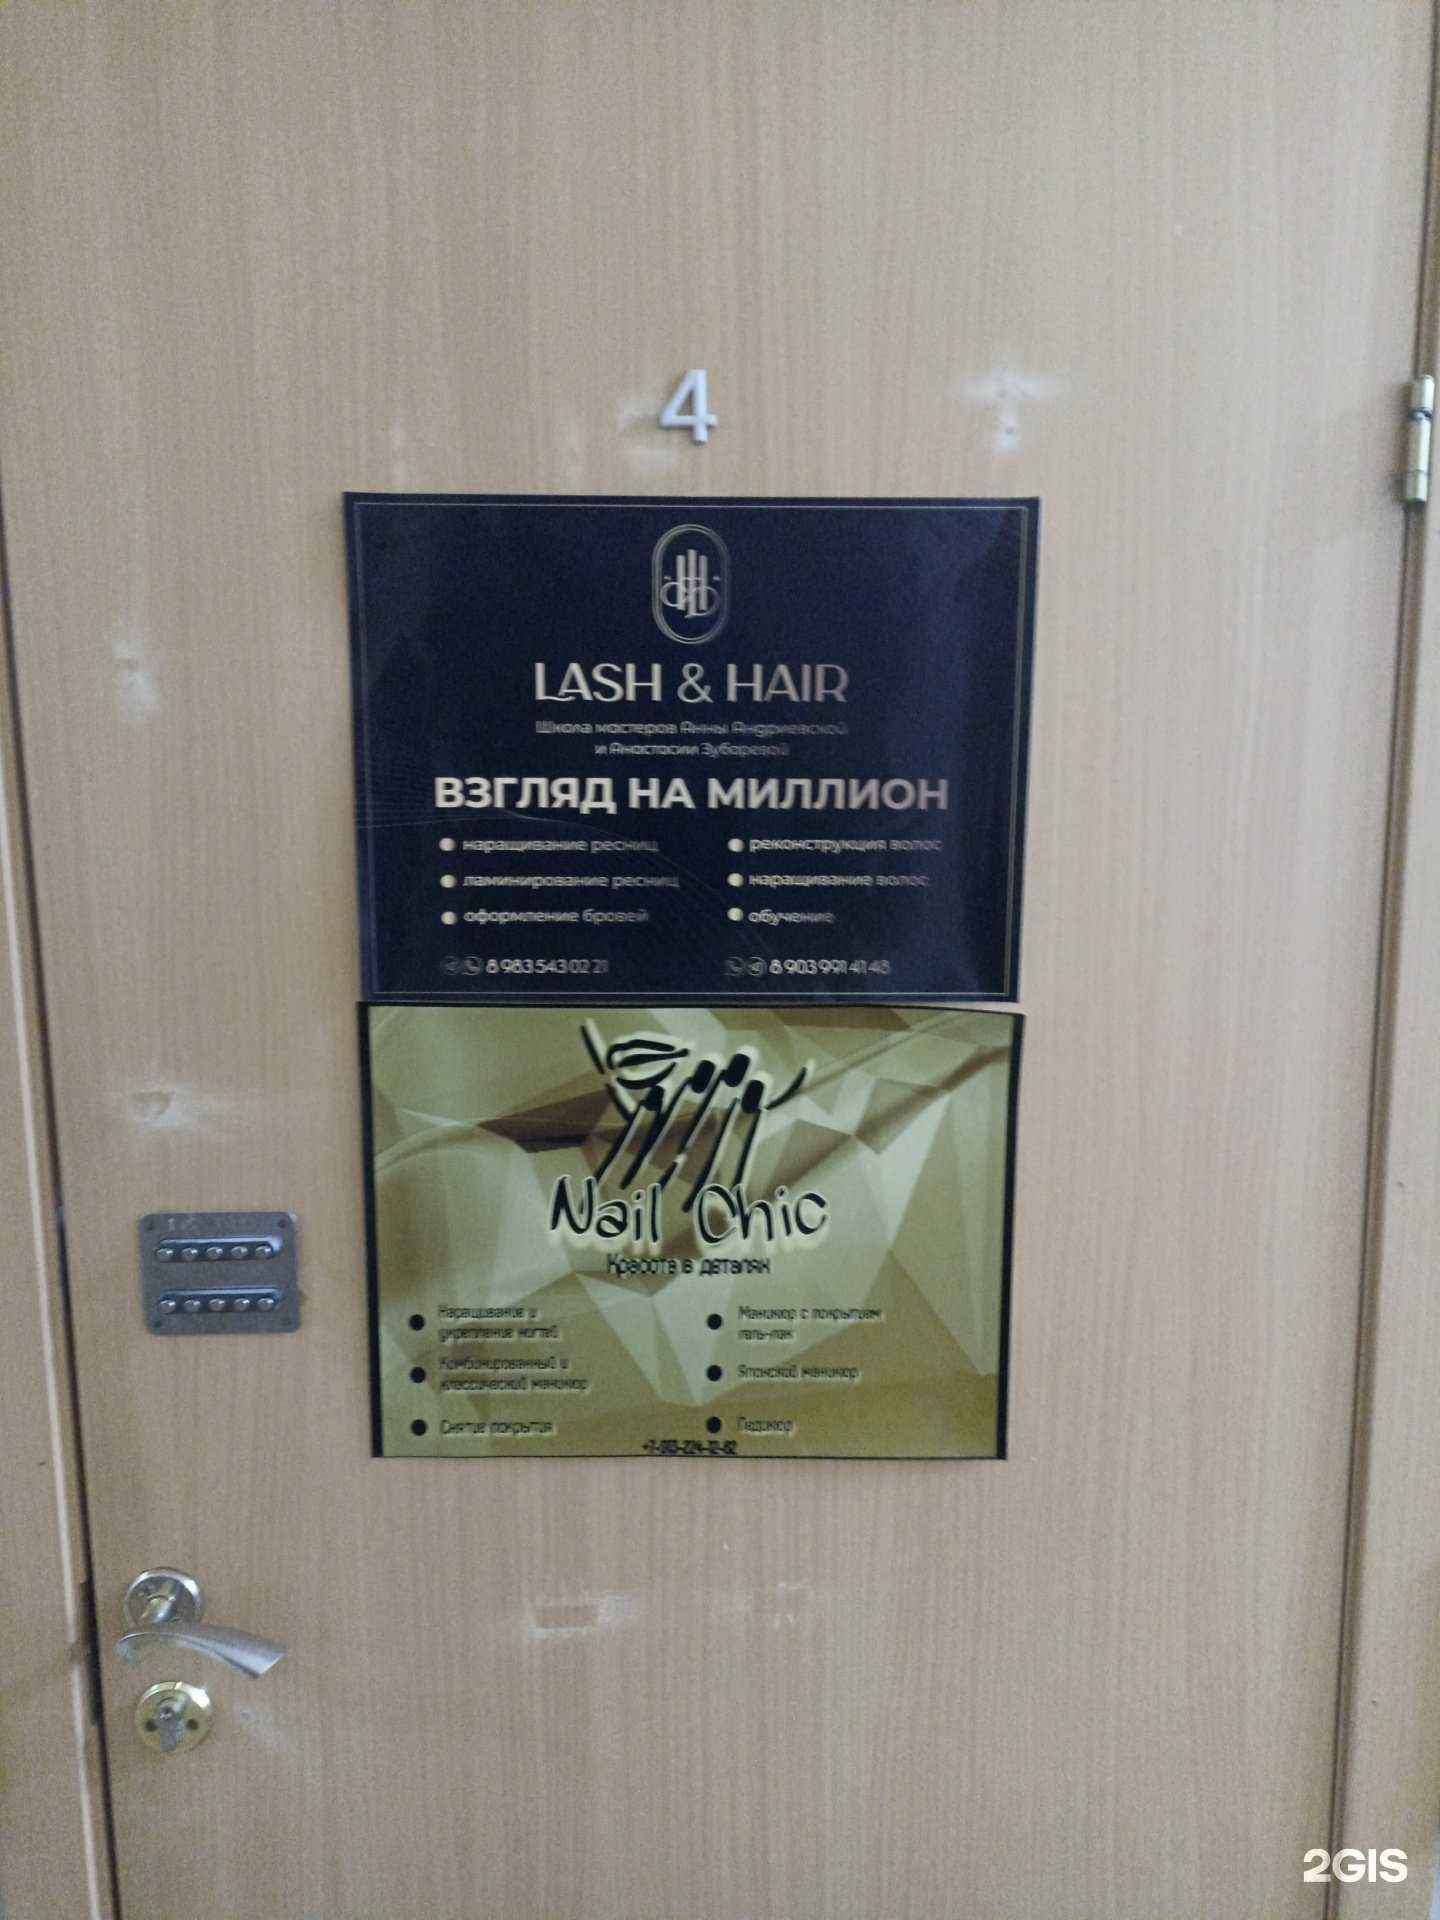 4
LASH & HAIR
Школа мастеров Анны Андриевской
и Анастасии Зубаревой
ВЗГЛЯД НА МИЛЛИОН
наращивание ресниц
ламинирование ресниц
оформление бровей
реконструкция волос
наращивание волос
обучение
8 983 543 02 21
8 903 991 41 48
Nail Chic
Красота в деталях
Наращивание и
укрепление ногтей
Комбинированный и
классический маникюр
Снятие покрытия
Маникюр с покрытием
гель-лак
Японский маникюр
Педикюр
2GIS